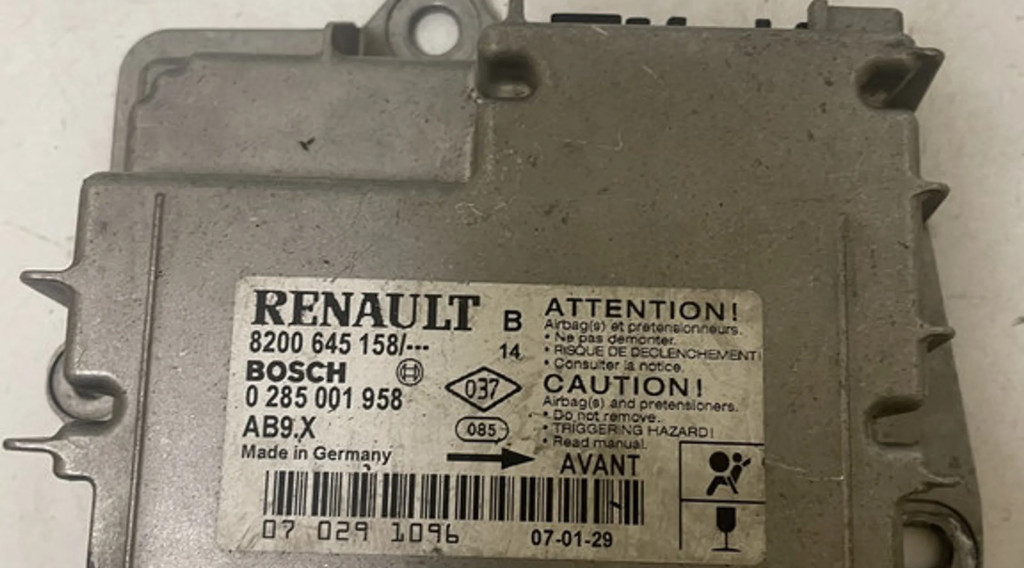 RENAULT
8200 645 158/---
BOSCH
0 285 001 958
AB9.X
Made in Germany
B
14
037
085
ATTENTION!
Airbag(s) et pretensionneurs.
• Ne pas demonter.
• RISQUE DE DECLENCHEMENT!
• Consulter la notice.
CAUTION!
Airbag(s) and pretensioners.
• Do not remove.
• TRIGGERING HAZARD!
• Read manual.
AVANT
07 029 1096
07-01-29